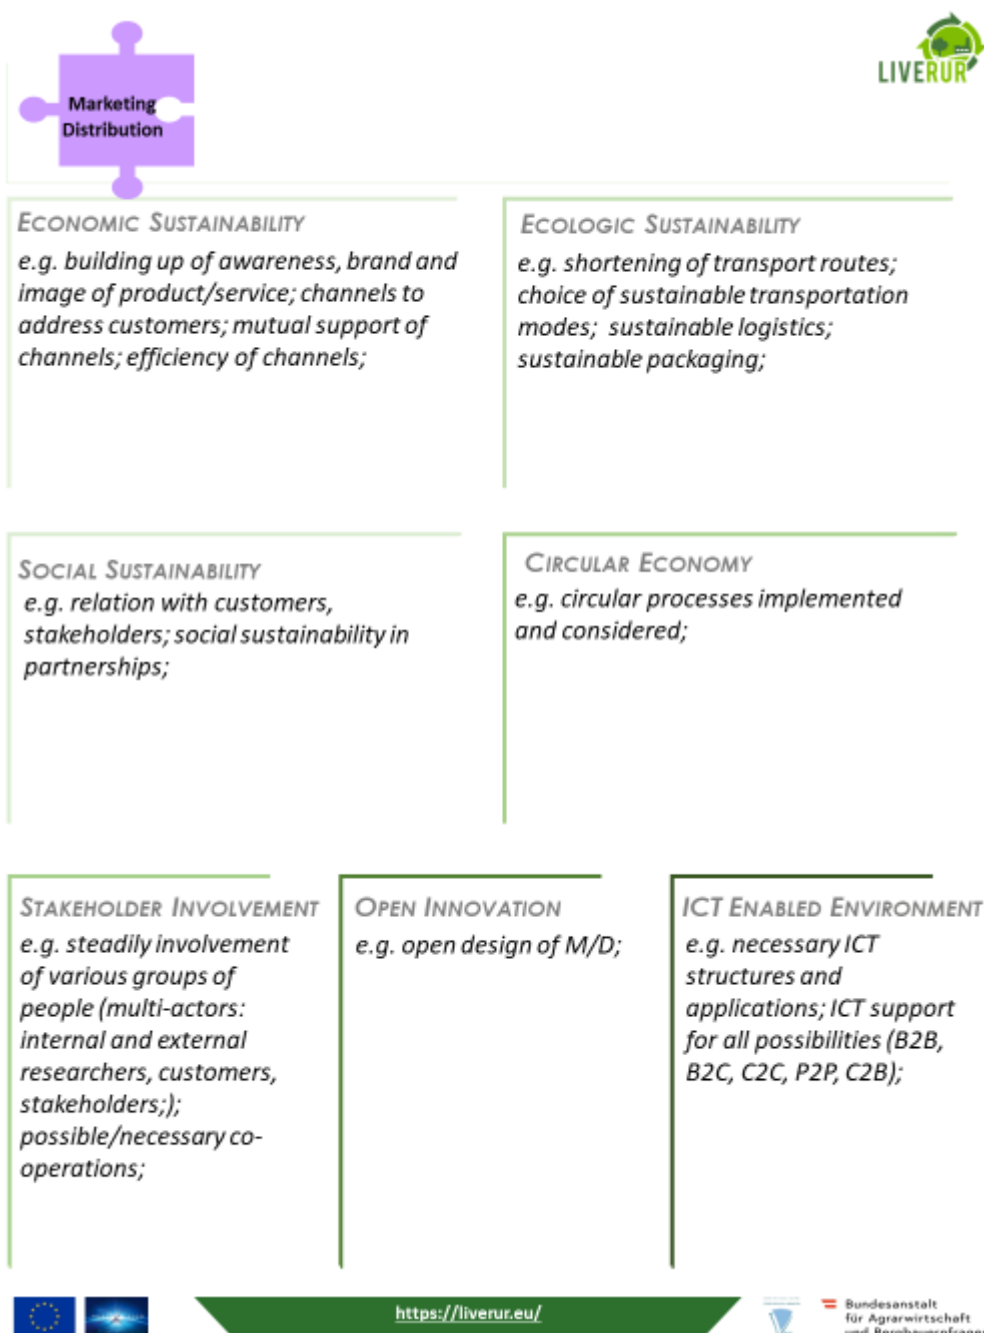 Marketing
Distribution
LIVERUR
ECONOMIC SUSTAINABILITY
e.g. building up of awareness, brand and
image of product/service; channels to
address customers; mutual support of
channels; efficiency of channels;
ECOLOGIC SUSTAINABILITY
e.g. shortening of transport routes;
choice of sustainable transportation
modes; sustainable logistics;
sustainable packaging;
SOCIAL SUSTAINABILITY
e.g. relation with customers,
stakeholders; social sustainability in
partnerships;
CIRCULAR ECONOMY
e.g. circular processes implemented
and considered;
STAKEHOLDER INVOLVEMENT
e.g. steadily involvement
of various groups of
people (multi-actors:
internal and external
researchers, customers,
stakeholders;);
possible/necessary co-
operations;
OPEN INNOVATION
e.g. open design of M/D;
ICT ENABLED ENVIRONMENT
e.g. necessary ICT
structures and
applications; ICT support
for all possibilities (B2B,
B2C, C2C, P2P, C2B);
https://liverur.eu/
Bundesanstalt
für Agrarwirtschaft
und Bergbauernfragen